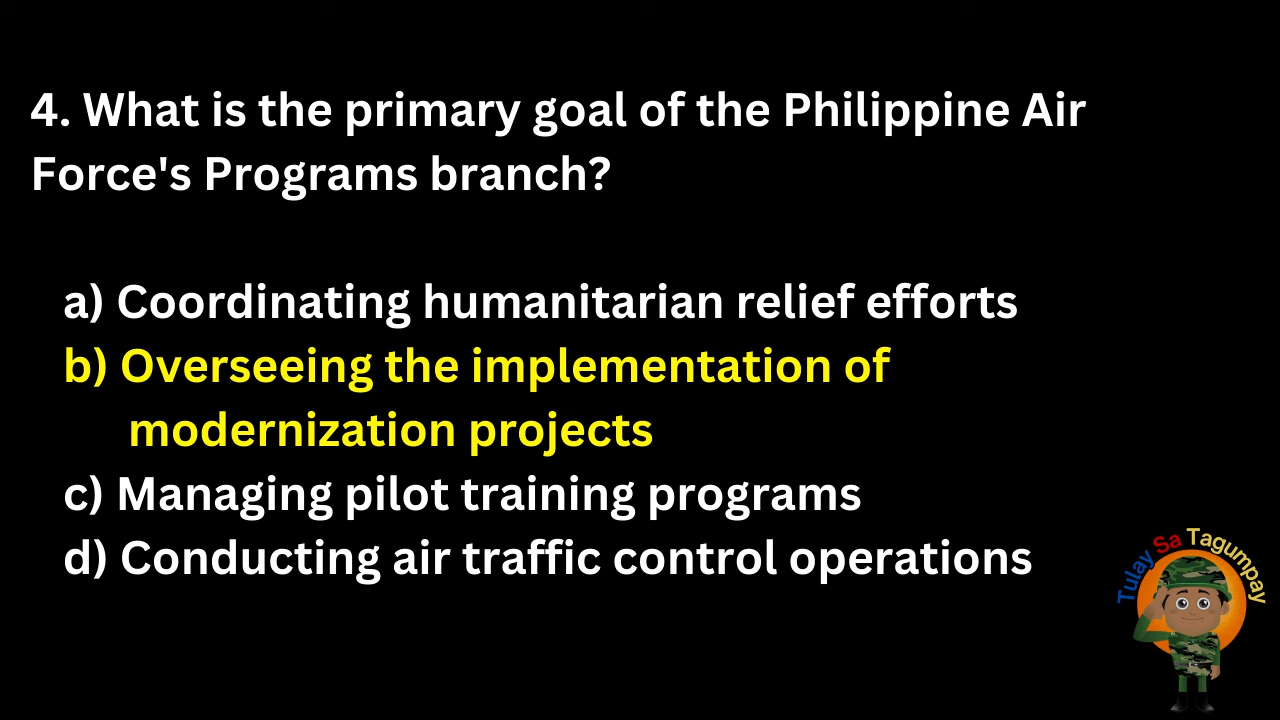 4. What is the primary goal of the Philippine Air
Force's Programs branch?
a) Coordinating humanitarian relief efforts
b) Overseeing the implementation of
modernization projects
c) Managing pilot training programs
d) Conducting air traffic control operations
Tulay Sa Tagumpay